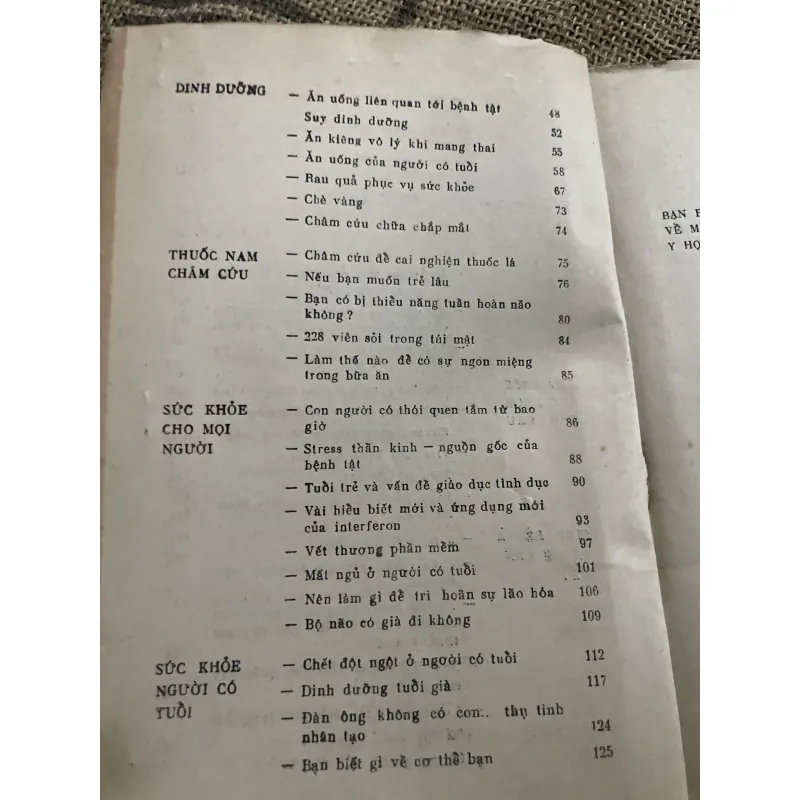 DINH DƯỠNG
— Ăn uống liên quan tới bệnh tật 48
Suy dinh dưỡng 52
— Ăn kiêng vô lý khi mang thai 55
— Ăn uống của người có tuổi 58
— Rau quả phục vụ sức khỏe 67
— Chè vàng 73
— Châm cứu chữa chắp mắt 74
THUỐC NAM
CHÂM CỨU
— Châm cứu để cai nghiện thuốc lá 75
— Nếu bạn muốn trẻ lâu 76
— Bạn có bị thiểu năng tuần hoàn não
không? 80
— 228 viên sỏi trong túi mật 84
— Làm thế nào để có sự ngon miệng
trong bữa ăn 85
SỨC KHỎE
CHO MỌI
NGƯỜI
— Con người có thói quen tắm từ bao
giờ 86
— Stress thần kinh — nguồn gốc của
bệnh tật 88
— Tuổi trẻ và vấn đề giáo dục tình dục 90
— Vài hiểu biết mới và ứng dụng mới
của interferon 93
— Vết thương phần mềm 97
— Mất ngủ ở người có tuổi 101
— Nên làm gì để trì hoãn sự lão hóa 106
— Bộ não có già đi không 109
SỨC KHỎE
NGƯỜI CÓ
TUỔI
— Chết đột ngột ở ngơời có tuổi 112
— Dinh dưỡng tuổi già 117
— Đàn ông không có con.. thụ tinh
nhân tạo 124
— Bạn biết gì về cơ thể bạn 125
BẠN
VỀ
Y